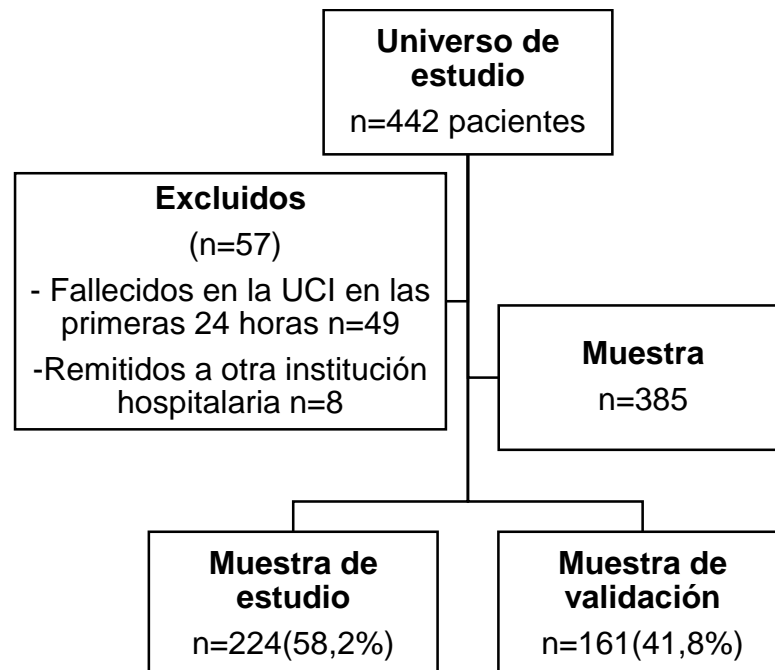 Universo de
estudio
n=442 pacientes
Excluidos
(n=57)
- Fallecidos en la UCI en las
primeras 24 horas n=49
-Remitidos a otra institución
hospitalaria n=8
Muestra
n=385
Muestra de
estudio
n=224(58,2%)
Muestra de
validación
n=161(41,8%)